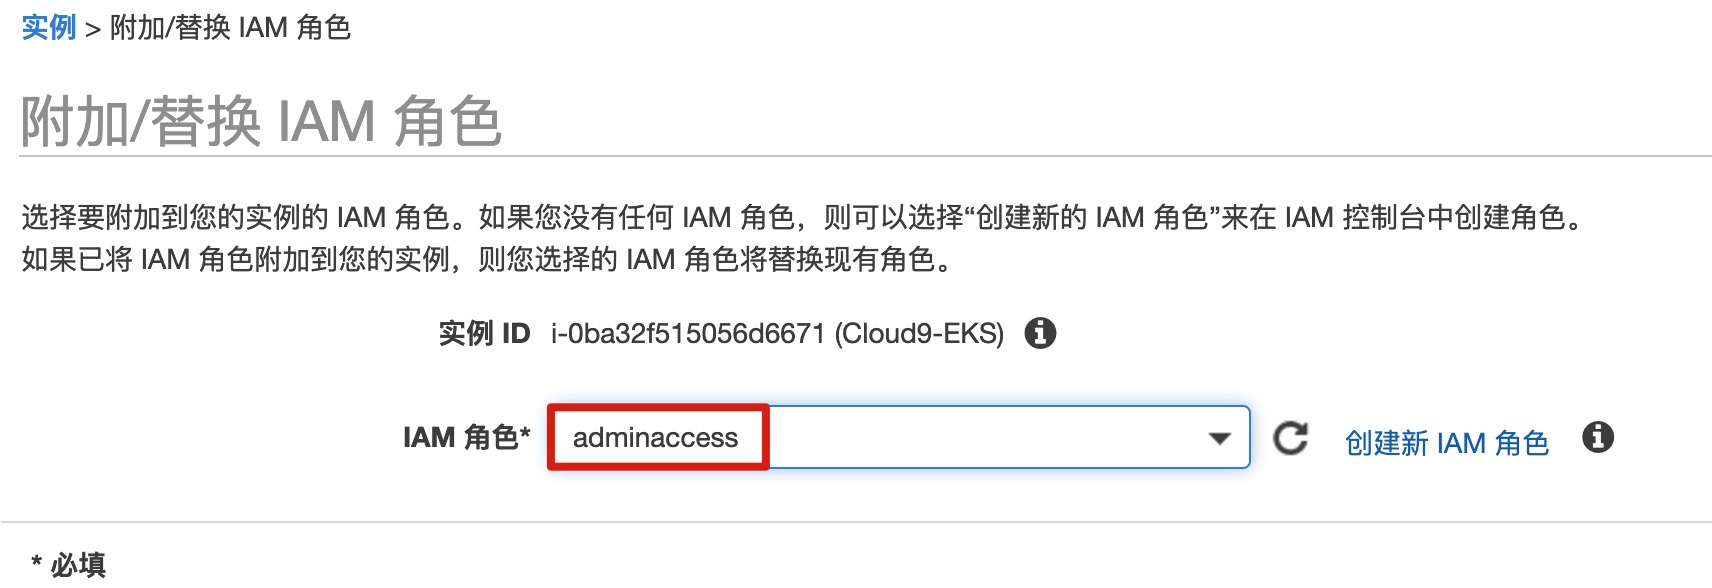 实例 > 附加/替换 IAM 角色
附加/替换 IAM 角色
选择要附加到您的实例的 IAM 角色。如果您没有任何 IAM 角色，则可以选择“创建新的 IAM 角色”来在 IAM 控制台中创建角色。
如果已将 IAM 角色附加到您的实例，则您选择的 IAM 角色将替换现有角色。
实例 ID i-0ba32f515056d6671 (Cloud9-EKS)
IAM 角色* adminaccess 创建新 IAM 角色
* 必填